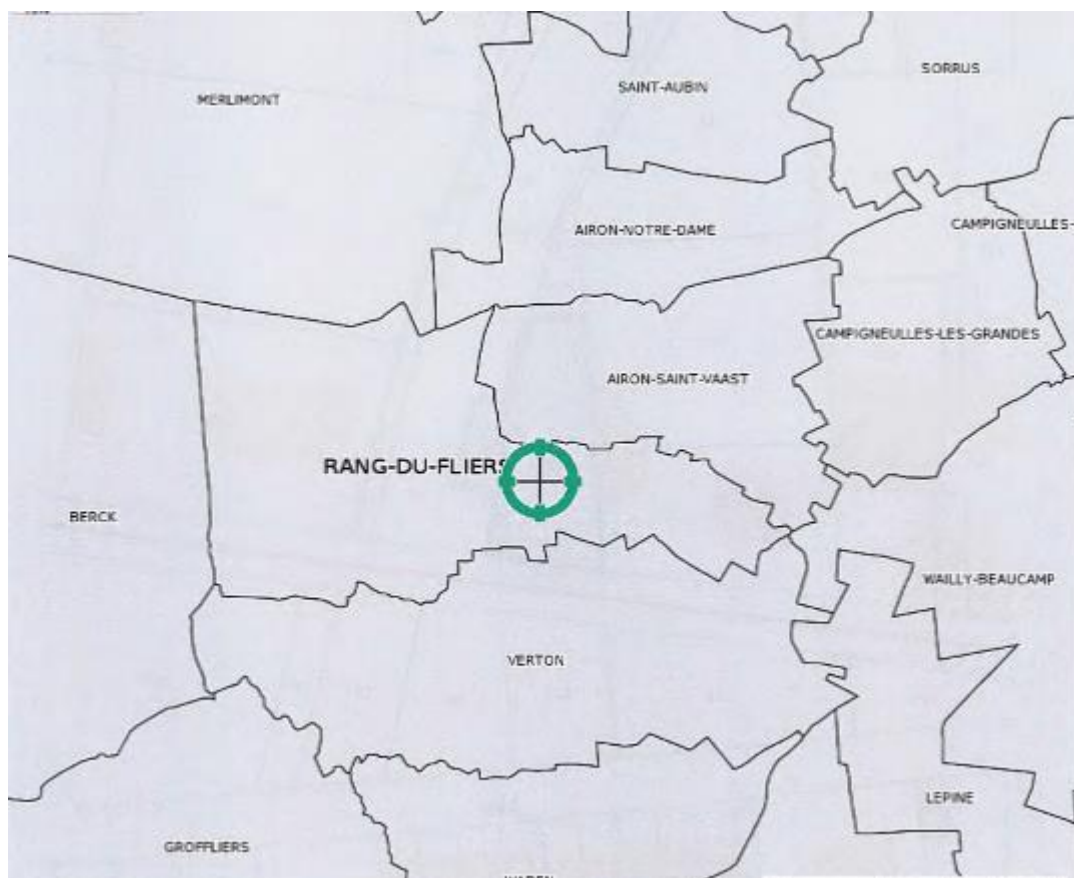 SORRUS
SAINT-AUBIN
MERLIMONT
CAMPIGNEULLES-
AIRON-NOTRE-DAME
CAMPIGNEULLES-LES-GRANDES
AIRON-SAINT-VAAST
RANG-DU-FLIERS
BERCK
WAILLY-BEAUCAMP
VERTON
LEPINE
GROFFLIERS